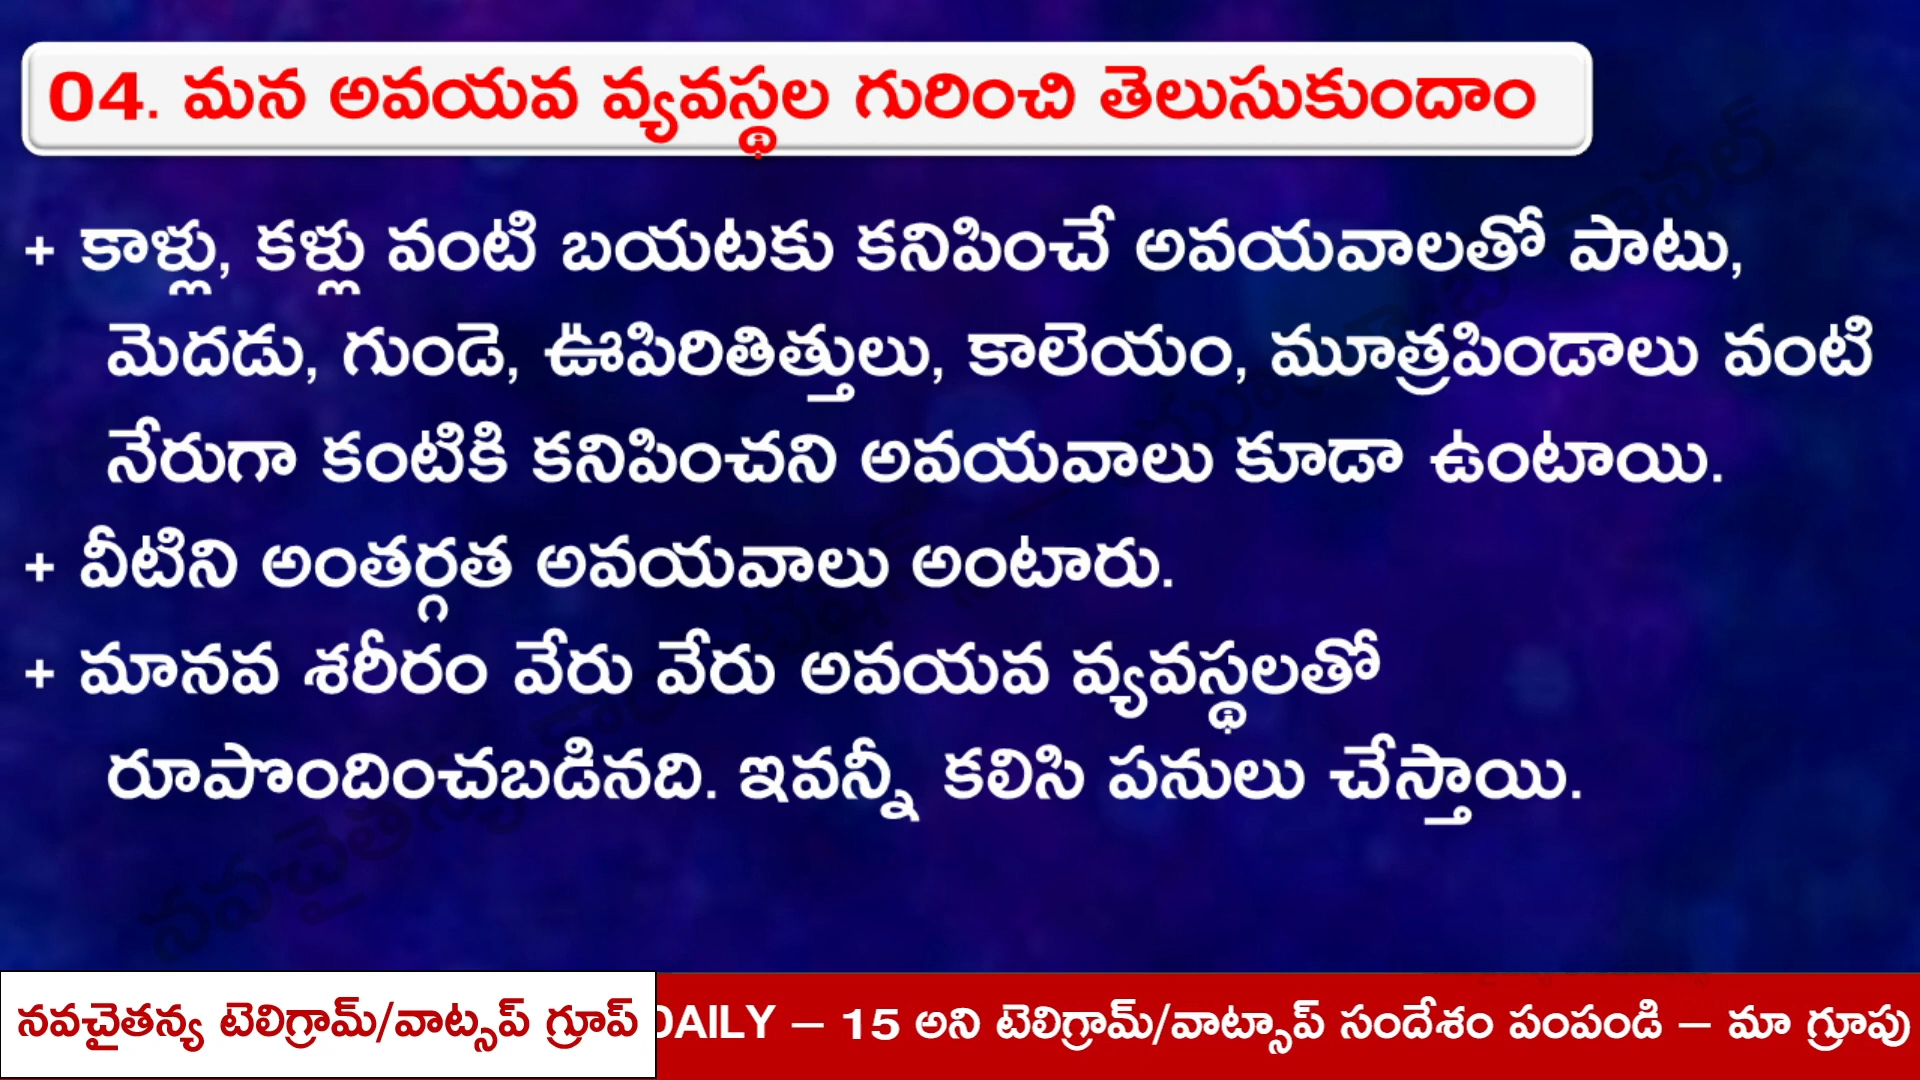 04. మన అవయవ వ్యవస్థల గురించి తెలుసుకుందాం
+ కాళ్లు, కళ్లు వంటి బయటకు కనిపించే అవయవాలతో పాటు,
మెదడు, గుండె, ఊపిరితిత్తులు, కాలేయం, మూత్రపిండాలు వంటి
నేరుగా కంటికి కనిపించని అవయవాలు కూడా ఉంటాయి.
+ వీటిని అంతర్గత అవయవాలు అంటారు.
+ మానవ శరీరం వేరు వేరు అవయవ వ్యవస్థలతో
రూపొందించబడినది. ఇవన్నీ కలిసి పనులు చేస్తాయి.
నవచైతన్య టెలిగ్రామ్/వాట్సప్ గ్రూప్ DAILY – 15 అని టెలిగ్రామ్/వాట్సాప్ సందేశం పంపండి – మా గ్రూపు